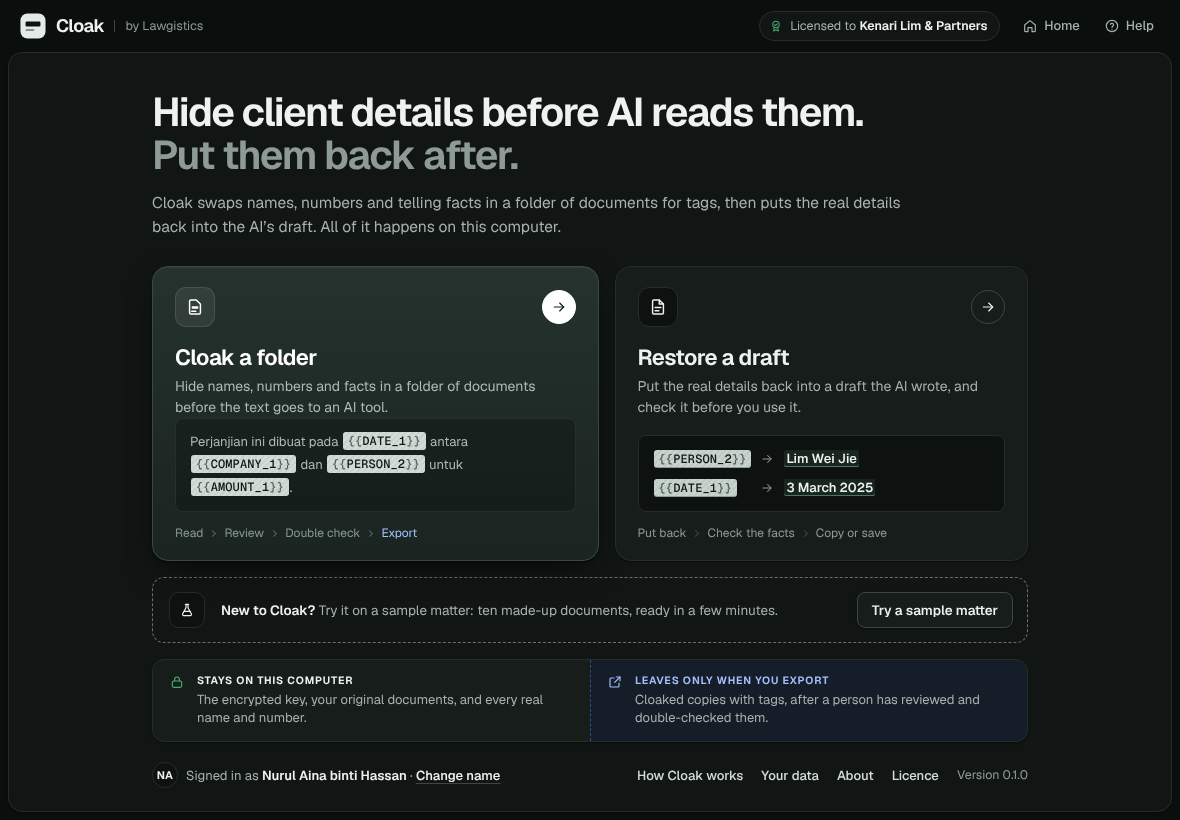 Cloak by Lawgistics
Licensed to Kenari Lim & Partners
Home
Help
Hide client details before AI reads them.
Put them back after.
Cloak swaps names, numbers and telling facts in a folder of documents for tags, then puts the real details
back into the AI’s draft. All of it happens on this computer.
Cloak a folder
Hide names, numbers and facts in a folder of documents
before the text goes to an AI tool.
Perjanjian ini dibuat pada {{DATE_1}} antara
{{COMPANY_1}} dan {{PERSON_2}} untuk
{{AMOUNT_1}}.
Read > Review > Double check > Export
Restore a draft
Put the real details back into a draft the AI wrote, and
check it before you use it.
{{PERSON_2}} → Lim Wei Jie
{{DATE_1}} → 3 March 2025
Put back > Check the facts > Copy or save
New to Cloak? Try it on a sample matter: ten made-up documents, ready in a few minutes.
Try a sample matter
STAYS ON THIS COMPUTER
The encrypted key, your original documents, and every real
name and number.
LEAVES ONLY WHEN YOU EXPORT
Cloaked copies with tags, after a person has reviewed and
double-checked them.
NA Signed in as Nurul Aina binti Hassan · Change name
How Cloak works Your data About Licence Version 0.1.0